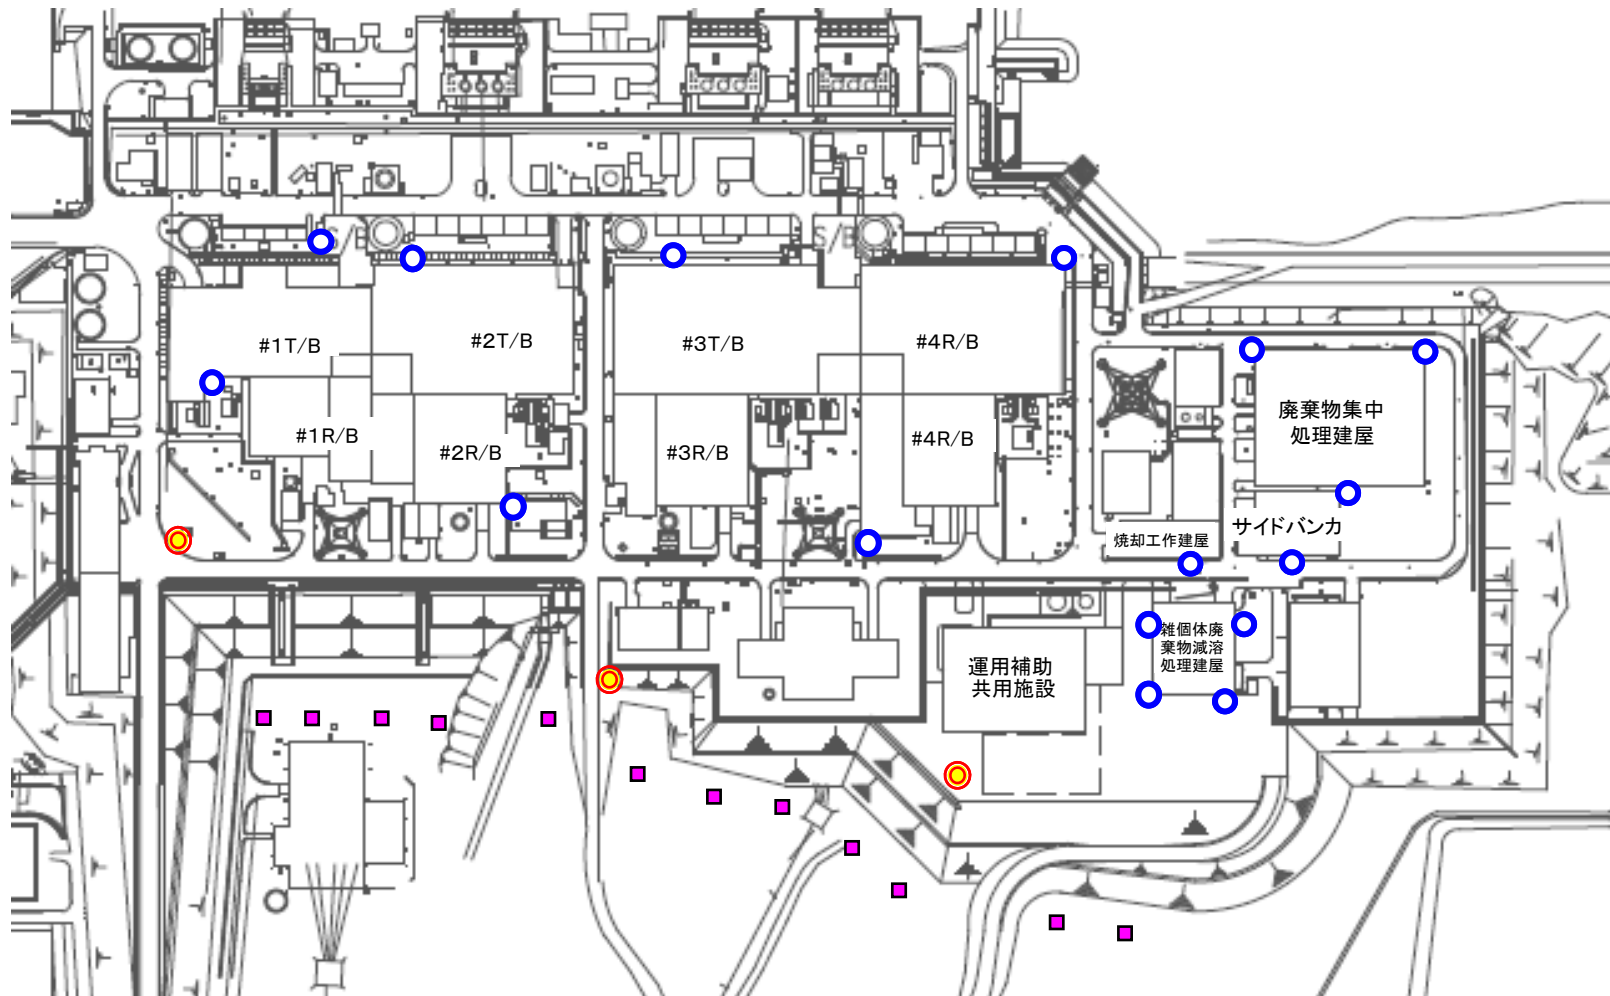 S/B
S/B
#1T/B
#2T/B
#3T/B
#4R/B
#1R/B
#2R/B
#3R/B
#4R/B
廃棄物集中
処理建屋
サイドバンカ
焼却工作建屋
雑個体廃
棄物減溶
処理建屋
運用補助
共用施設